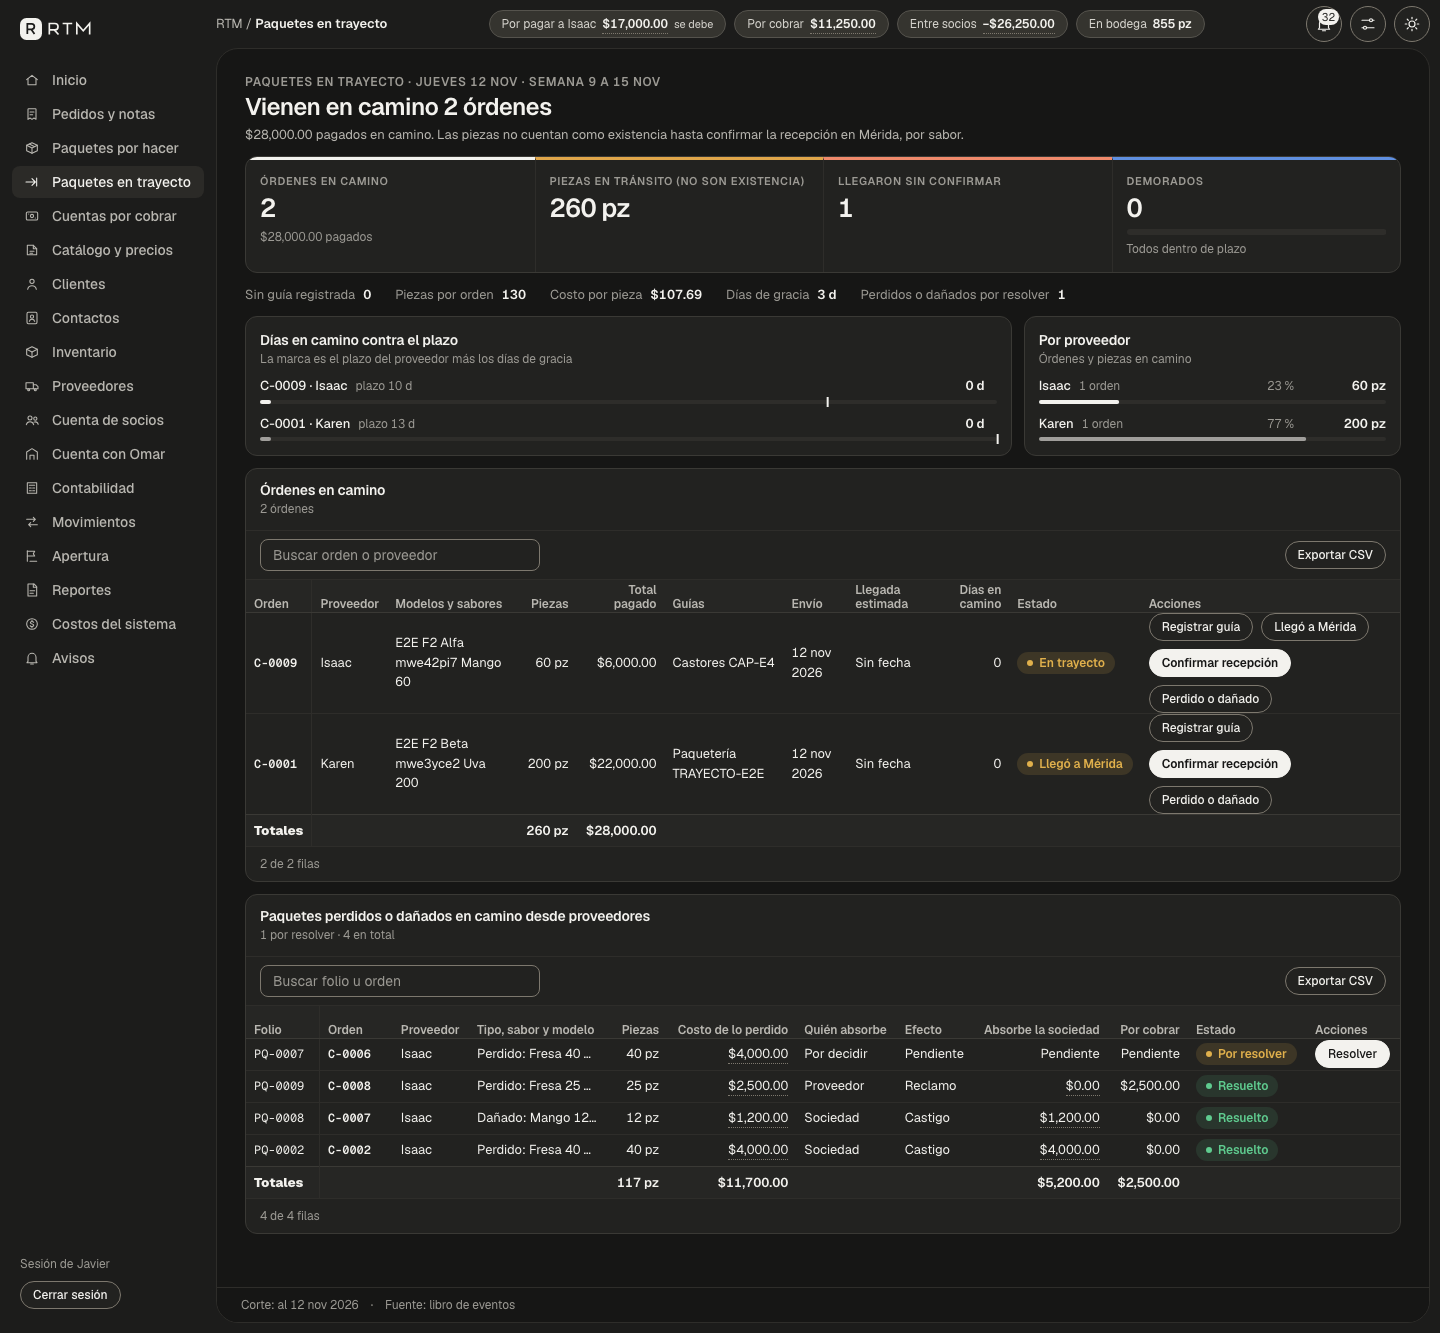 R RTM
RTM / Paquetes en trayecto
Por pagar a Isaac $17,000.00 se debe
Por cobrar $11,250.00
Entre socios −$26,250.00
En bodega 855 pz
32
Inicio
Pedidos y notas
Paquetes por hacer
Paquetes en trayecto
Cuentas por cobrar
Catálogo y precios
Clientes
Contactos
Inventario
Proveedores
Cuenta de socios
Cuenta con Omar
Contabilidad
Movimientos
Apertura
Reportes
Costos del sistema
Avisos
Sesión de Javier
Cerrar sesión
PAQUETES EN TRAYECTO · JUEVES 12 NOV · SEMANA 9 A 15 NOV
Vienen en camino 2 órdenes
$28,000.00 pagados en camino. Las piezas no cuentan como existencia hasta confirmar la recepción en Mérida, por sabor.
ÓRDENES EN CAMINO
2
$28,000.00 pagados
PIEZAS EN TRÁNSITO (NO SON EXISTENCIA)
260 pz
LLEGARON SIN CONFIRMAR
1
DEMORADOS
0
Todos dentro de plazo
Sin guía registrada 0 Piezas por orden 130 Costo por pieza $107.69 Días de gracia 3 d Perdidos o dañados por resolver 1
Días en camino contra el plazo
La marca es el plazo del proveedor más los días de gracia
C-0009 · Isaac plazo 10 d 0 d
C-0001 · Karen plazo 13 d 0 d
Por proveedor
Órdenes y piezas en camino
Isaac 1 orden 23 % 60 pz
Karen 1 orden 77 % 200 pz
Órdenes en camino
2 órdenes
Buscar orden o proveedor
Exportar CSV
Orden Proveedor Modelos y sabores Piezas Total pagado Guías Envío Llegada estimada Días en camino Estado Acciones
C-0009 Isaac E2E F2 Alfa mwe42pi7 Mango 60 60 pz $6,000.00 Castores CAP-E4 12 nov 2026 Sin fecha 0 En trayecto Registrar guía Llegó a Mérida Confirmar recepción Perdido o dañado
C-0001 Karen E2E F2 Beta mwe3yce2 Uva 200 200 pz $22,000.00 Paquetería TRAYECTO-E2E 12 nov 2026 Sin fecha 0 Llegó a Mérida Registrar guía Confirmar recepción Perdido o dañado
Totales 260 pz $28,000.00
2 de 2 filas
Paquetes perdidos o dañados en camino desde proveedores
1 por resolver · 4 en total
Buscar folio u orden
Exportar CSV
Folio Orden Proveedor Tipo, sabor y modelo Piezas Costo de lo perdido Quién absorbe Efecto Absorbe la sociedad Por cobrar Estado Acciones
PQ-0007 C-0006 Isaac Perdido: Fresa 40 … 40 pz $4,000.00 Por decidir Pendiente Pendiente Pendiente Por resolver Resolver
PQ-0009 C-0008 Isaac Perdido: Fresa 25 … 25 pz $2,500.00 Proveedor Reclamo $0.00 $2,500.00 Resuelto
PQ-0008 C-0007 Isaac Dañado: Mango 12… 12 pz $1,200.00 Sociedad Castigo $1,200.00 $0.00 Resuelto
PQ-0002 C-0002 Isaac Perdido: Fresa 40 … 40 pz $4,000.00 Sociedad Castigo $4,000.00 $0.00 Resuelto
Totales 117 pz $11,700.00 $5,200.00 $2,500.00
4 de 4 filas
Corte: al 12 nov 2026 · Fuente: libro de eventos